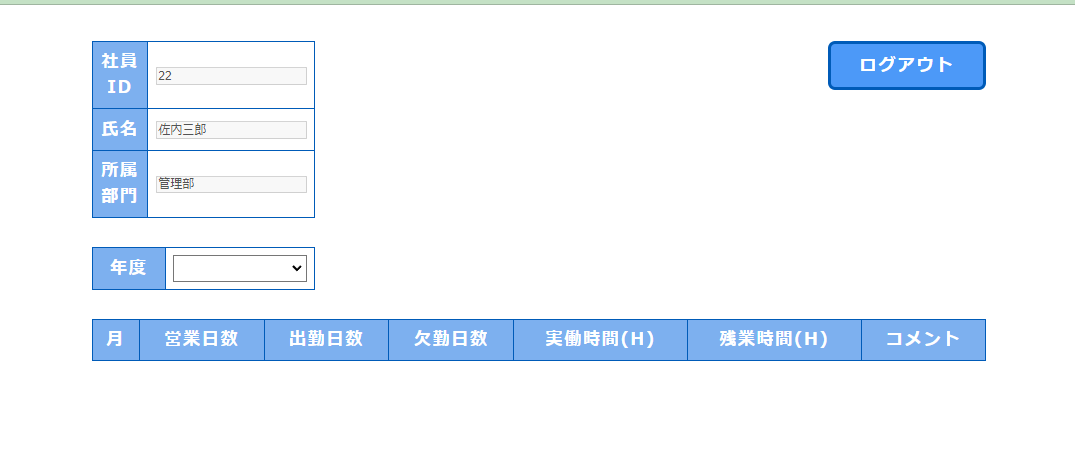 社員
ID
22
ログアウト
氏名
佐内三郎
所属
部門
管理部
年度
月 営業日数 出勤日数 欠勤日数 実働時間(H) 残業時間(H) コメント